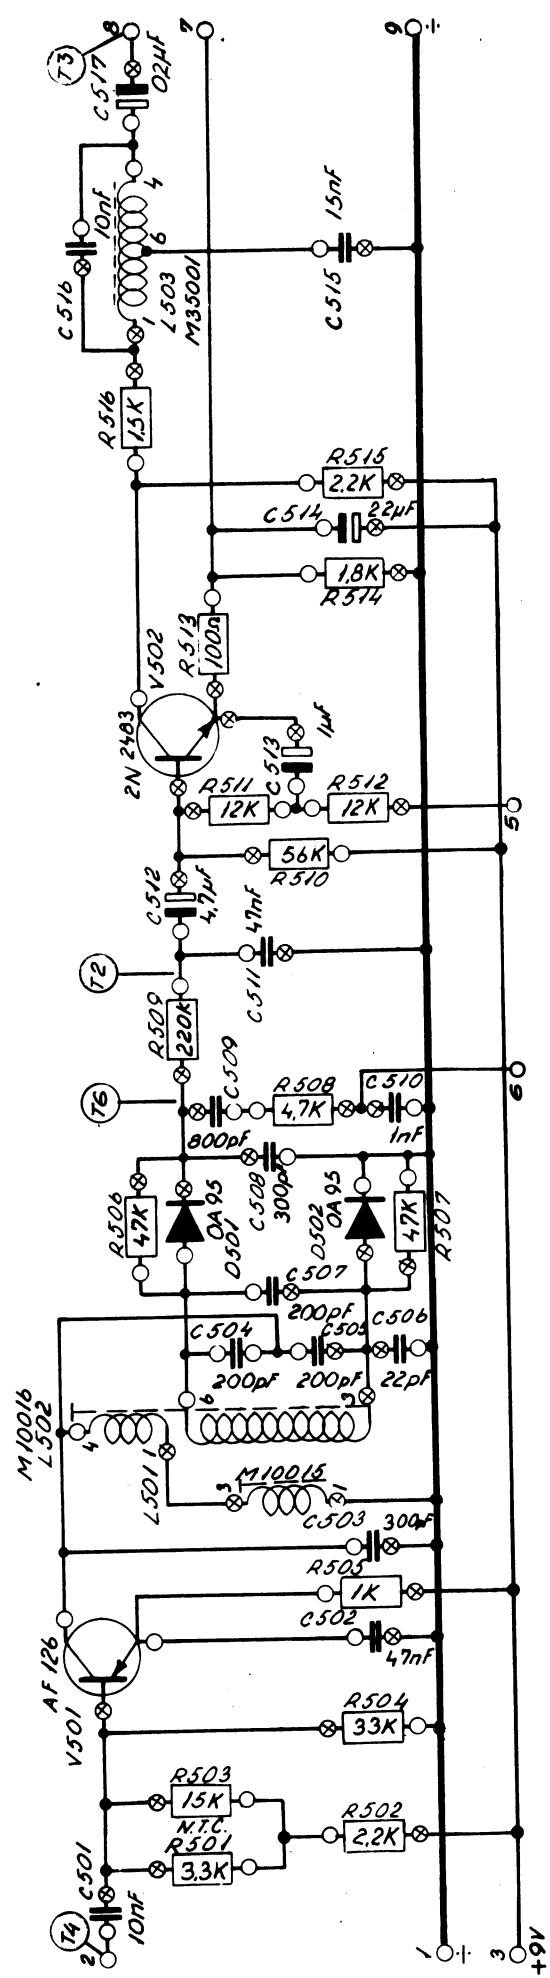 T3
8
7
9
÷
C517
02µF
C516
10nF
4
6
1
L503
M35001
15nF
C515
R516
1.5K
R515
2.2K
C514
22µF
1.8K
R514
R513
100Ω
V502
2N 2483
C513
1µF
R511
12K
R512
12K
5
56K
R510
C512
4.7µF
47nF
C511
T2
R509
220K
T6
C509
800pF
R508
4.7K
C510
1nF
6
C508
300pF
R506
47K
OA 95
D501
D502
OA 95
47K
R507
C507
200pF
C504
200pF
C505
200pF
C506
22pF
M10016
L502
4
6
3
1
L501
3
M10015
1
C503
300pF
R505
1K
C502
47nF
AF 126
V501
R504
33K
R503
15K
N.T.C.
R501
3.3K
R502
2.2K
C501
10nF
T4
2
1
÷
3
+9V